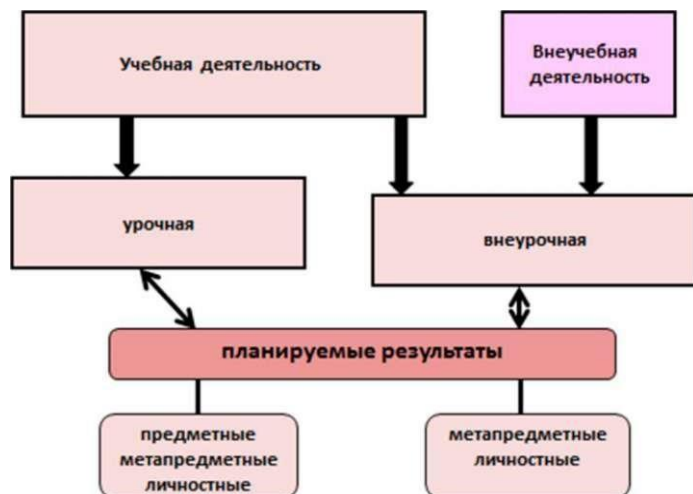 Учебная деятельность
Внеучебная
деятельность
урочная
внеурочная
планируемые результаты
предметные
метапредметные
личностные
метапредметные
личностные